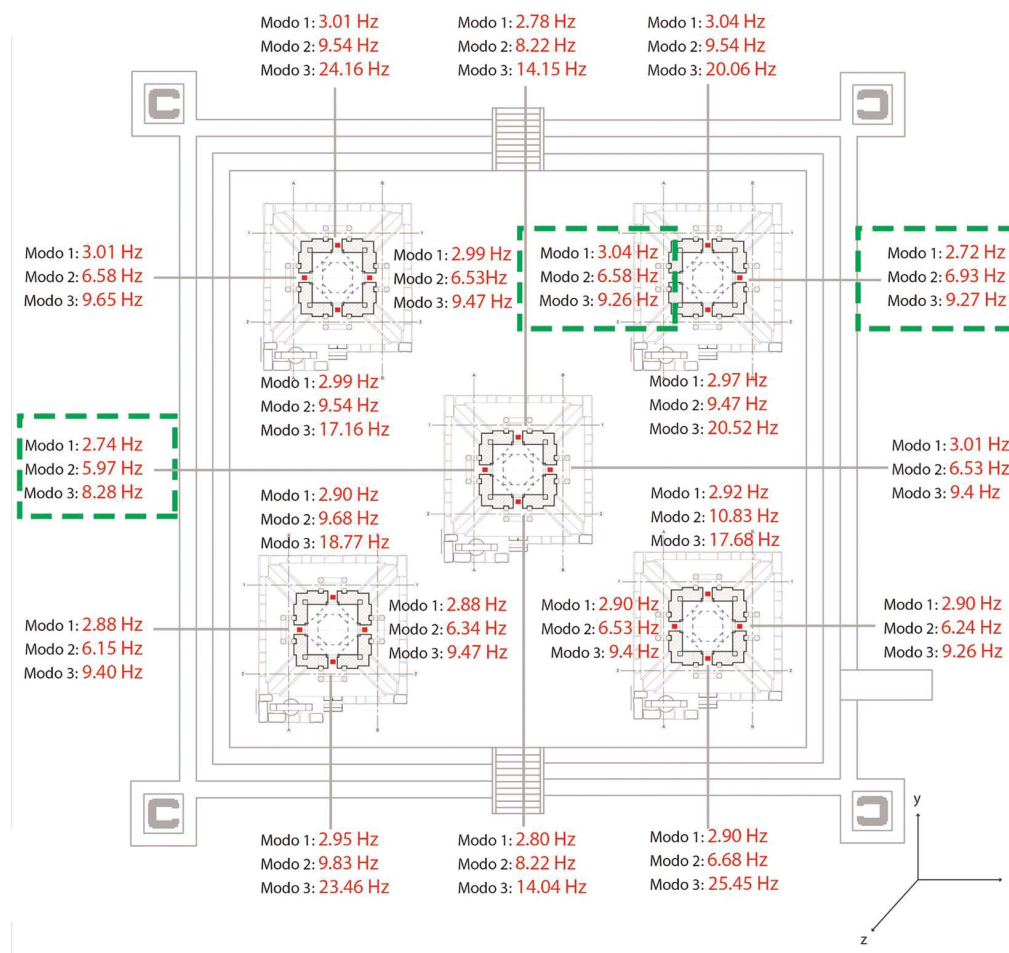 Modo 1: 3.01 Hz
Modo 2: 9.54 Hz
Modo 3: 24.16 Hz
Modo 1: 2.78 Hz
Modo 2: 8.22 Hz
Modo 3: 14.15 Hz
Modo 1: 3.04 Hz
Modo 2: 9.54 Hz
Modo 3: 20.06 Hz
Modo 1: 3.01 Hz
Modo 2: 6.58 Hz
Modo 3: 9.65 Hz
Modo 1: 2.99 Hz
Modo 2: 6.53Hz
Modo 3: 9.47 Hz
Modo 1: 3.04 Hz
Modo 2: 6.58 Hz
Modo 3: 9.26 Hz
Modo 1: 2.72 Hz
Modo 2: 6.93 Hz
Modo 3: 9.27 Hz
Modo 1: 2.99 Hz
Modo 2: 9.54 Hz
Modo 3: 17.16 Hz
Modo 1: 2.97 Hz
Modo 2: 9.47 Hz
Modo 3: 20.52 Hz
Modo 1: 2.74 Hz
Modo 2: 5.97 Hz
Modo 3: 8.28 Hz
Modo 1: 3.01 Hz
Modo 2: 6.53 Hz
Modo 3: 9.4 Hz
Modo 1: 2.90 Hz
Modo 2: 9.68 Hz
Modo 3: 18.77 Hz
Modo 1: 2.92 Hz
Modo 2: 10.83 Hz
Modo 3: 17.68 Hz
Modo 1: 2.88 Hz
Modo 2: 6.15 Hz
Modo 3: 9.40 Hz
Modo 1: 2.88 Hz
Modo 2: 6.34 Hz
Modo 3: 9.47 Hz
Modo 1: 2.90 Hz
Modo 2: 6.53 Hz
Modo 3: 9.4 Hz
Modo 1: 2.90 Hz
Modo 2: 6.24 Hz
Modo 3: 9.26 Hz
Modo 1: 2.95 Hz
Modo 2: 9.83 Hz
Modo 3: 23.46 Hz
Modo 1: 2.80 Hz
Modo 2: 8.22 Hz
Modo 3: 14.04 Hz
Modo 1: 2.90 Hz
Modo 2: 6.68 Hz
Modo 3: 25.45 Hz
y
z